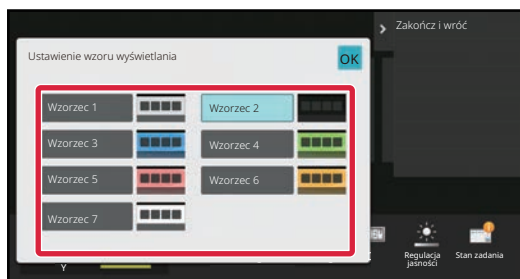 Zakończ i wróć
Ustawienie wzoru wyświetlania
OK
Wzorzec 1
Wzorzec 2
Wzorzec 3
Wzorzec 4
Wzorzec 5
Wzorzec 6
Wzorzec 7
Regulacja
jasności
Stan zadania
Y